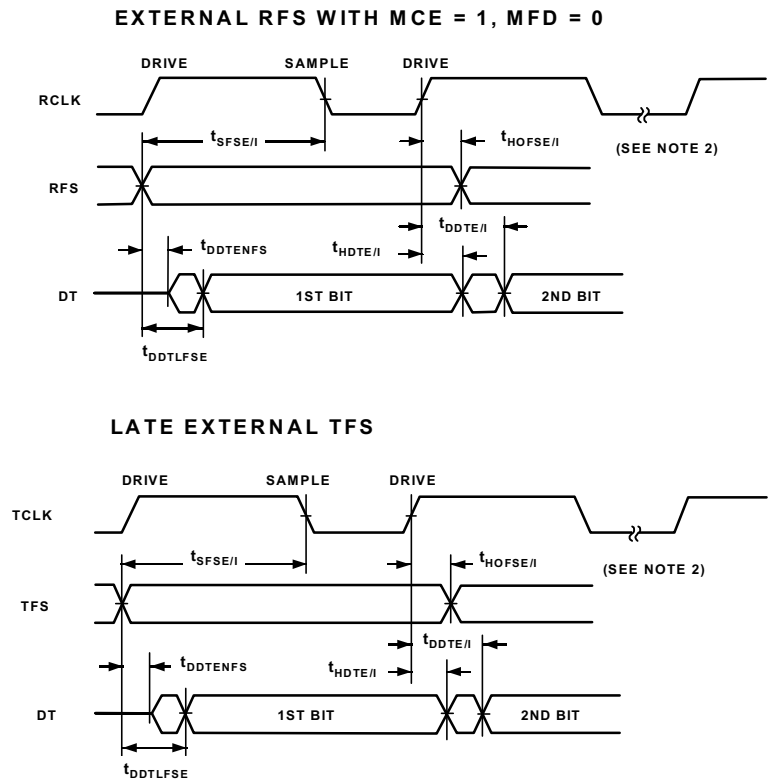 EXTERNAL RFS WITH MCE = 1, MFD = 0
DRIVE SAMPLE DRIVE
RCLK
tSFSE/I tHOFSE/I (SEE NOTE 2)
RFS
tDDTE/I
tDDTENFS tHDTE/I
DT 1ST BIT 2ND BIT
tDDTLFSE
LATE EXTERNAL TFS
DRIVE SAMPLE DRIVE
TCLK
tSFSE/I tHOFSE/I (SEE NOTE 2)
TFS
tDDTE/I
tDDTENFS tHDTE/I
DT 1ST BIT 2ND BIT
tDDTLFSE